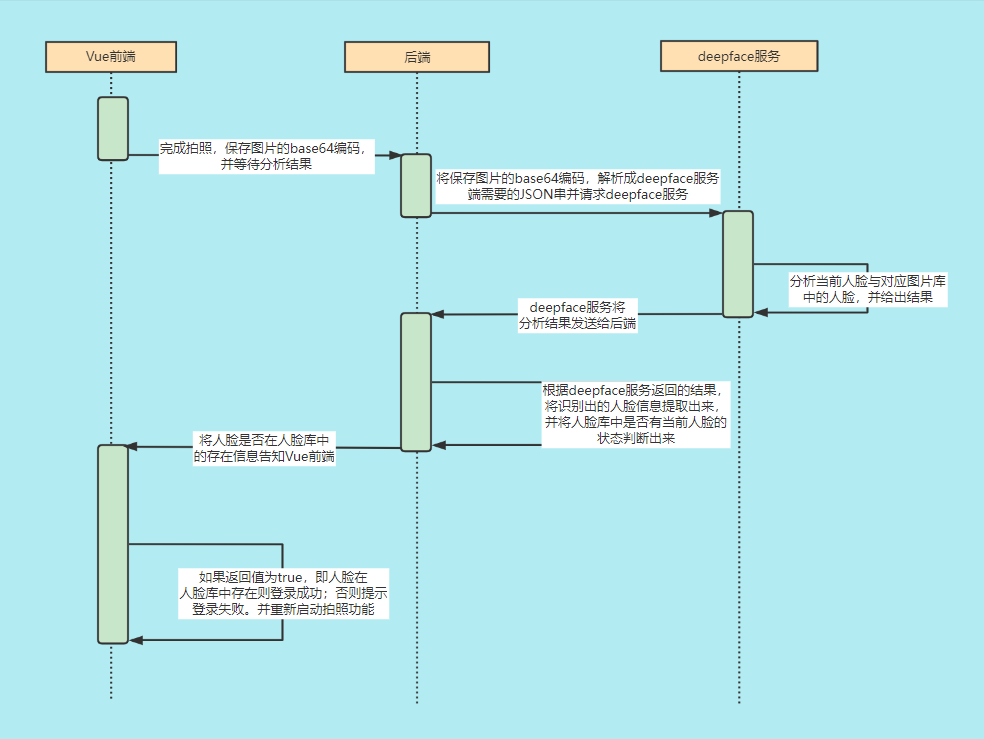 Vue前端
后端
deepface服务
完成拍照，保存图片的base64编码，
并等待分析结果
将保存图片的base64编码，解析成deepface服务
端需要的JSON串并请求deepface服务
分析当前人脸与对应图片库
中的人脸，并给出结果
deepface服务将
分析结果发送给后端
根据deepface服务返回的结果，
将识别出的人脸信息提取出来，
并将人脸库中是否有当前人脸的
状态判断出来
将人脸是否在人脸库中
的存在信息告知Vue前端
如果返回值为true，即人脸在
人脸库中存在则登录成功；否则提示
登录失败。并重新启动拍照功能